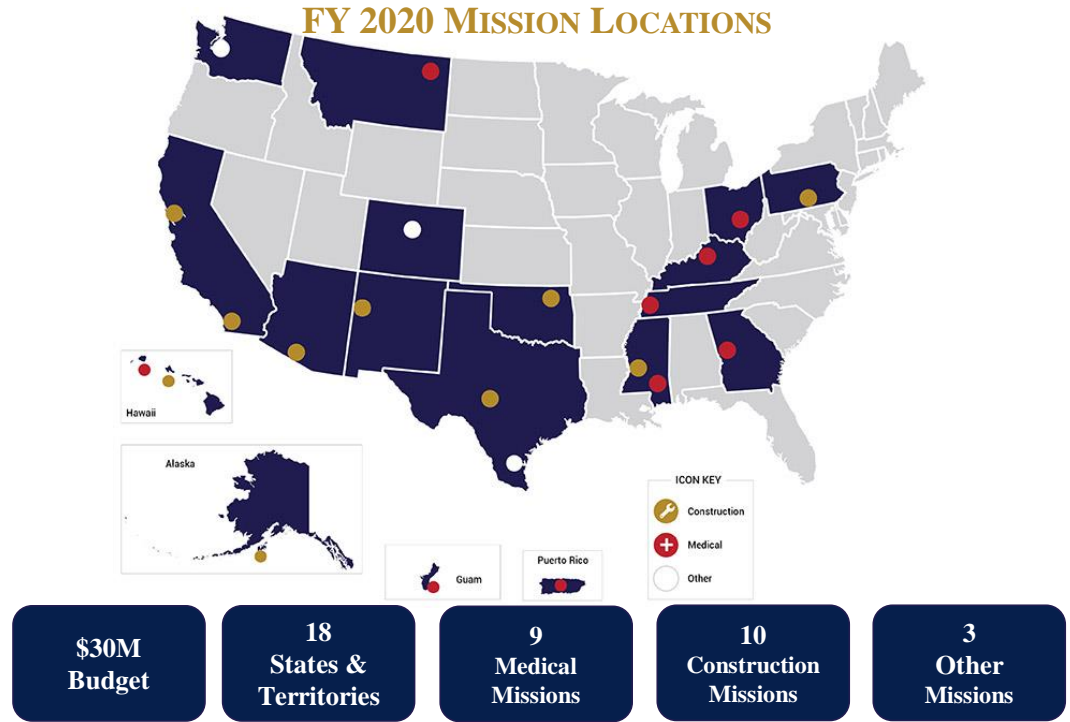 FY 2020 MISSION LOCATIONS
Hawaii
Alaska
Guam
Puerto Rico
ICON KEY
Construction
Medical
Other
$30M
Budget
18
States &
Territories
9
Medical
Missions
10
Construction
Missions
3
Other
Missions